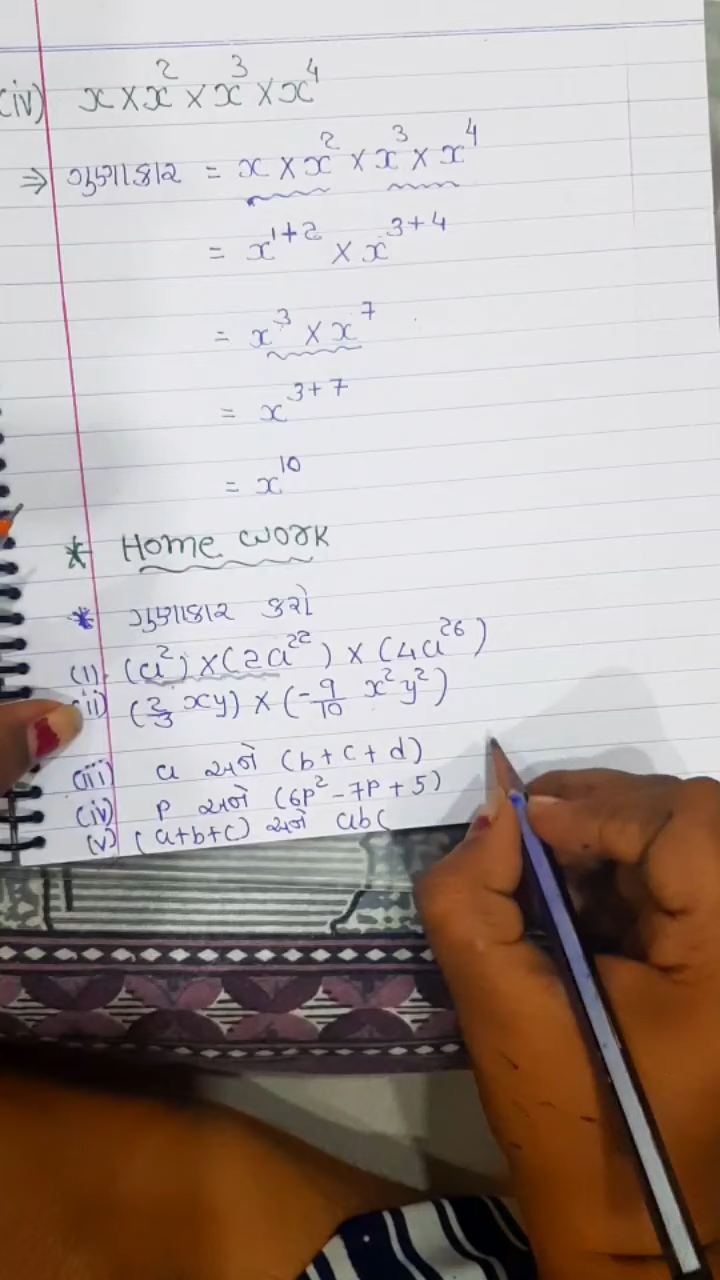 (iv) x × x² × x³ × x⁴
⇒ ગુણાકાર = x × x² × x³ × x⁴
= x¹⁺² × x³⁺⁴
= x³ × x⁷
= x³⁺⁷
= x¹⁰
* Home work
* ગુણાકાર કરો
(i) (a²) × (2a²²) × (4a²⁶)
(ii) (2/3 xy) × (-9/10 x²y²)
(iii) a અને (b+c+d)
(iv) p અને (6p² - 7p + 5)
(v) (a+b+c) અને abc